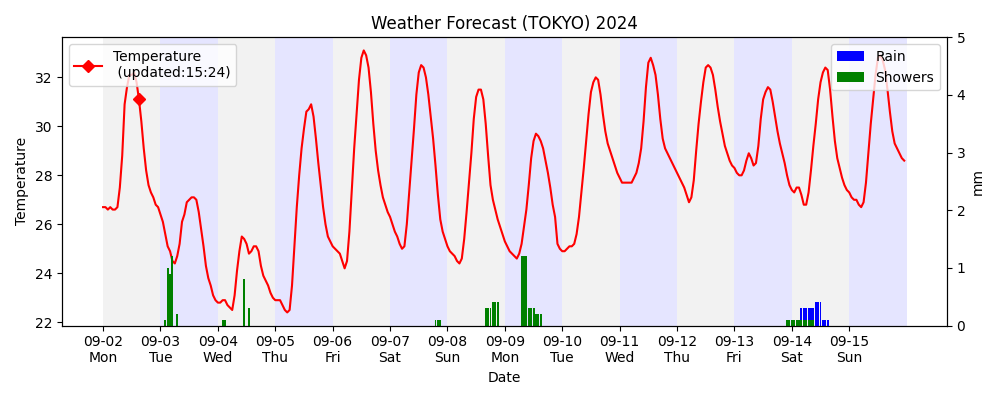 Weather Forecast (TOKYO) 2024
Temperature
(updated:15:24)
Rain
Showers
Temperature
32
30
28
26
24
22
5
4
3
2
1
0
mm
09-02 09-03 09-04 09-05 09-06 09-07 09-08 09-09 09-10 09-11 09-12 09-13 09-14 09-15
Mon Tue Wed Thu Fri Sat Sun Mon Tue Wed Thu Fri Sat Sun
Date